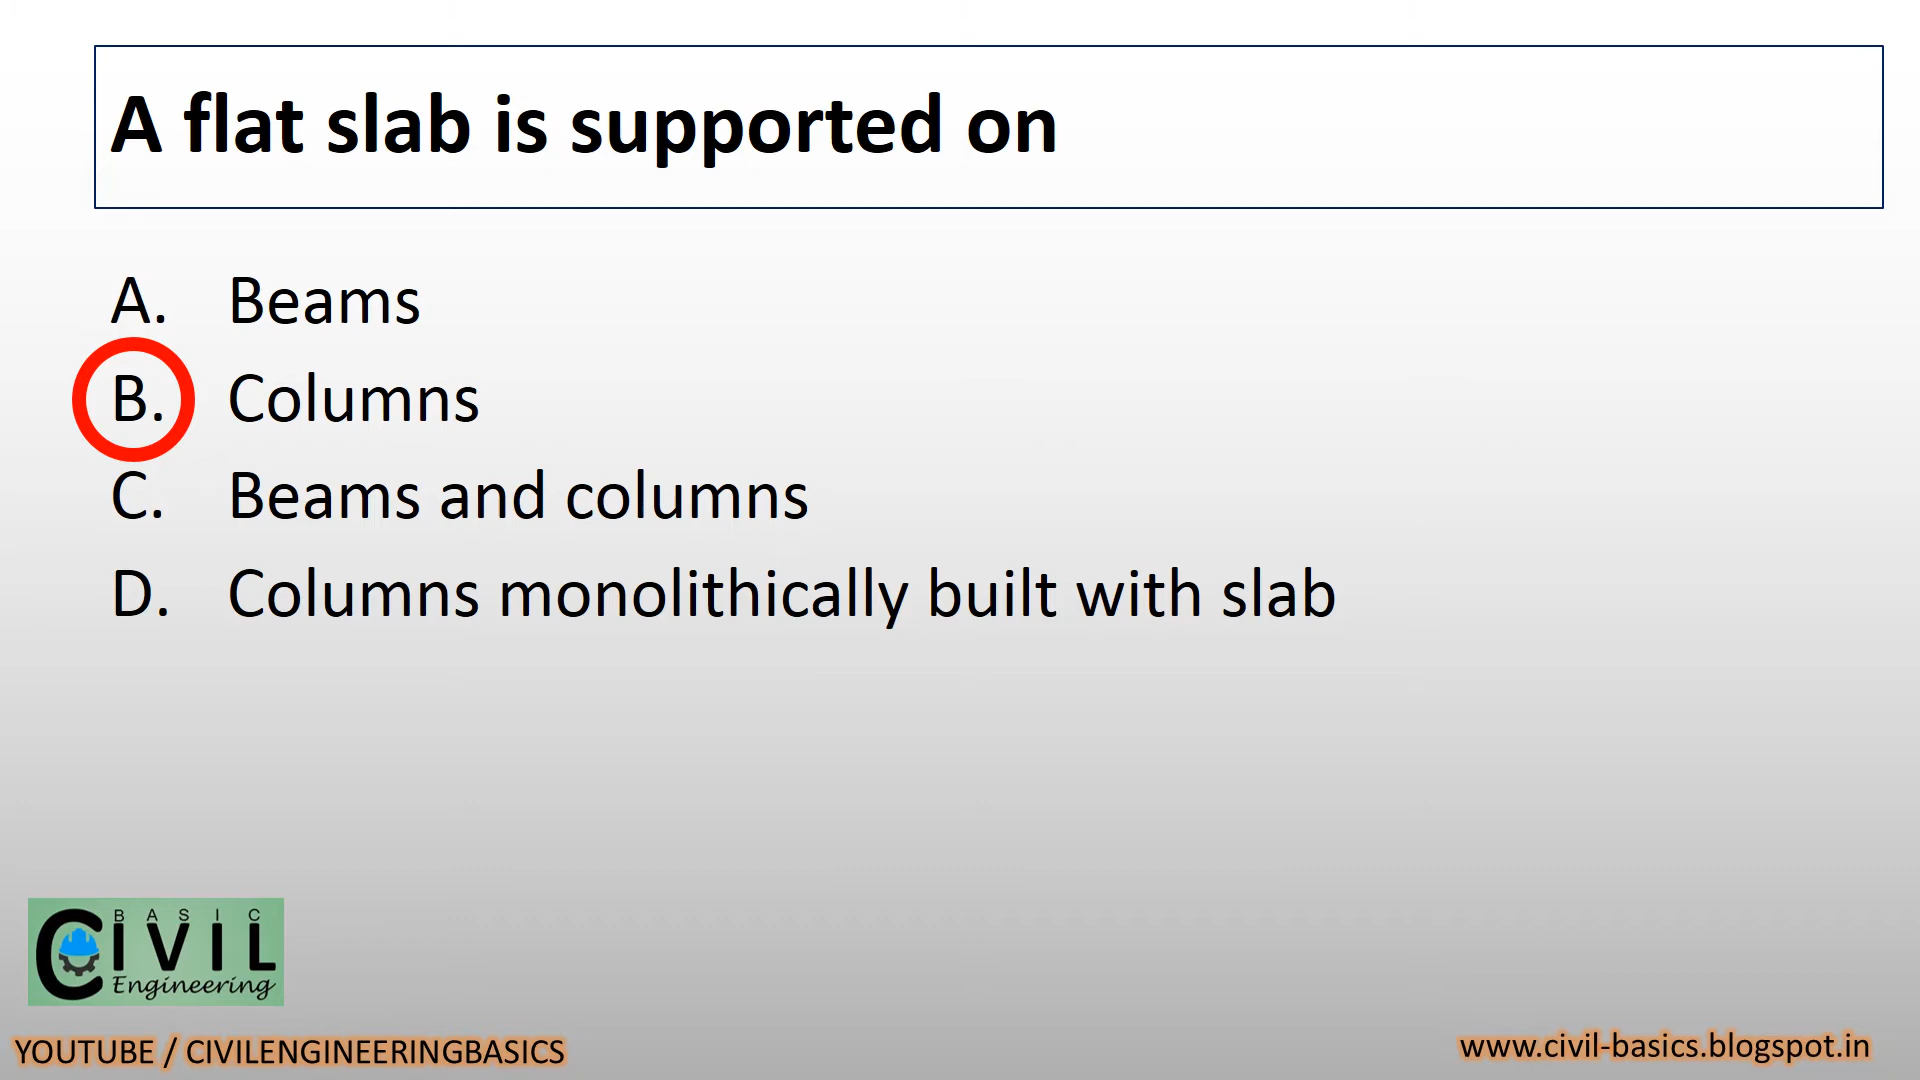 A flat slab is supported on
A. Beams
B. Columns
C. Beams and columns
D. Columns monolithically built with slab
BASIC
CIVIL
Engineering
YOUTUBE / CIVILENGINEERINGBASICS
www.civil-basics.blogspot.in